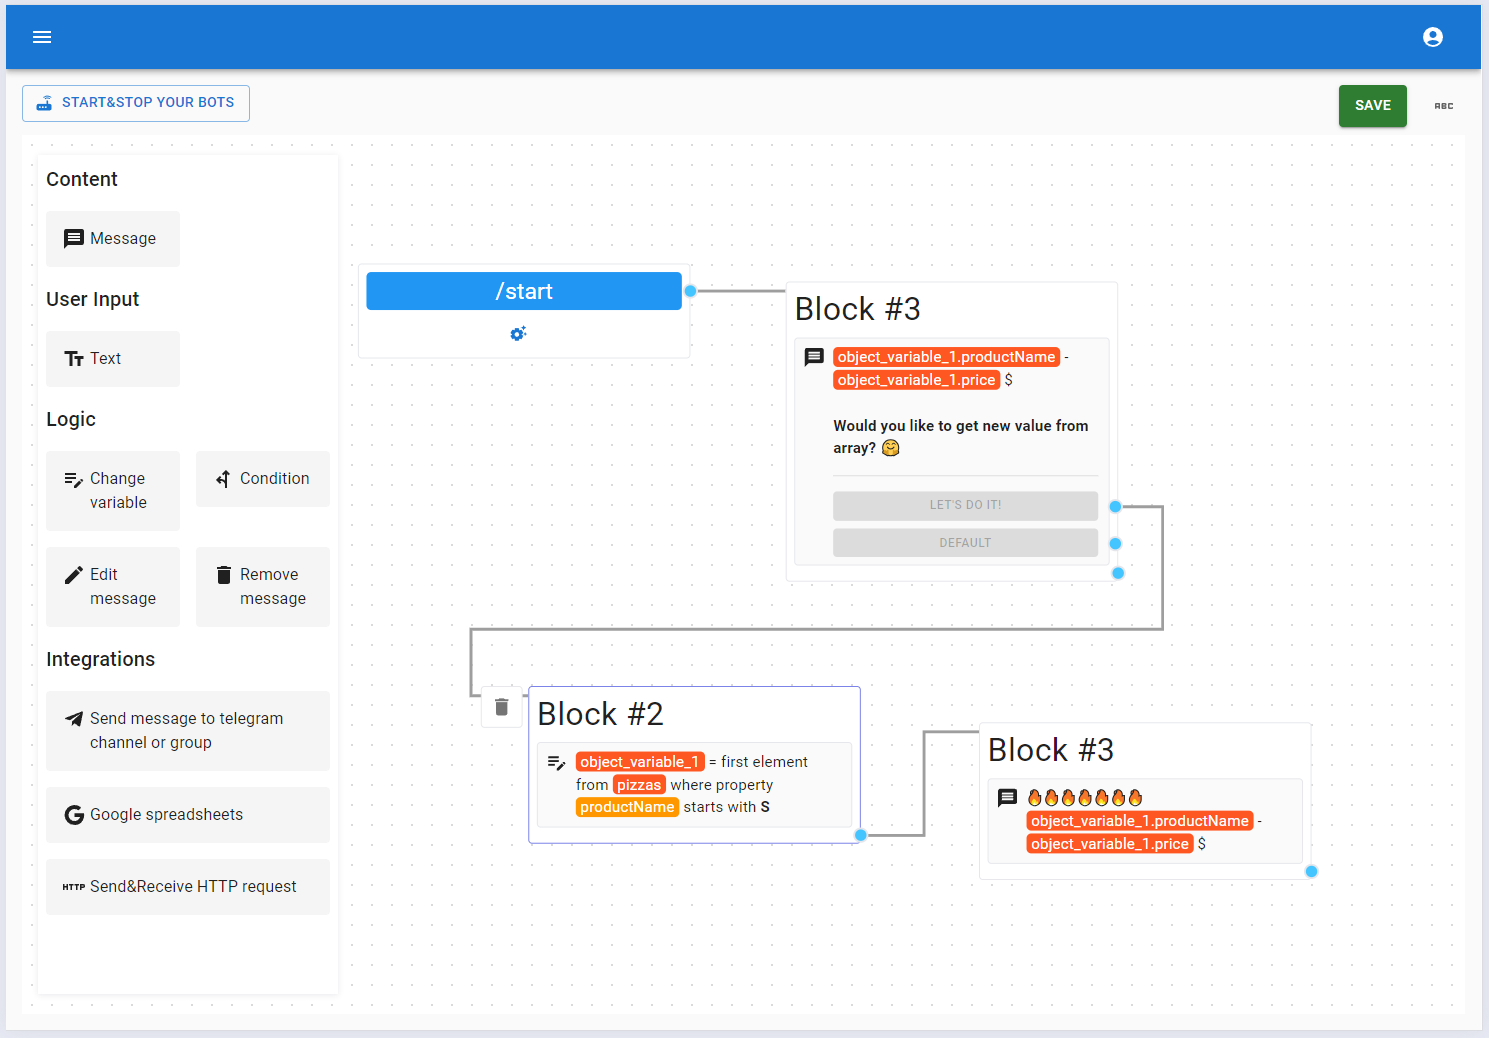 START&STOP YOUR BOTS
SAVE
ABC
Content
Message
User Input
Text
Logic
Change
variable
Condition
Edit
message
Remove
message
Integrations
Send message to telegram
channel or group
Google spreadsheets
HTTP Send&Receive HTTP request
/start
Block #3
object_variable_1.productName -
object_variable_1.price $
Would you like to get new value from
array? 🤗
LET'S DO IT!
DEFAULT
Block #2
object_variable_1 = first element
from pizzas where property
productName starts with S
Block #3
🔥🔥🔥🔥🔥🔥🔥
object_variable_1.productName -
object_variable_1.price $